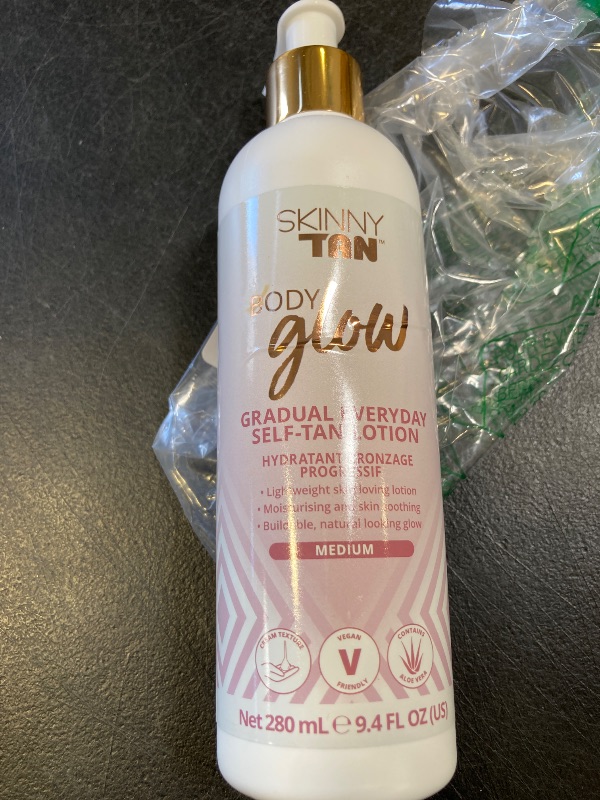 SKINNY
TAN™
BODY
glow
GRADUAL EVERYDAY
SELF-TAN LOTION
HYDRATANT BRONZAGE
PROGRESSIF
• Lightweight skin loving lotion
• Moisturising and skin soothing
• Buildable, natural looking glow
MEDIUM
CREAM TEXTURE
VEGAN
V
FRIENDLY
CONTAINS
ALOE VERA
Net 280 mL ℮ 9.4 FL OZ (US)